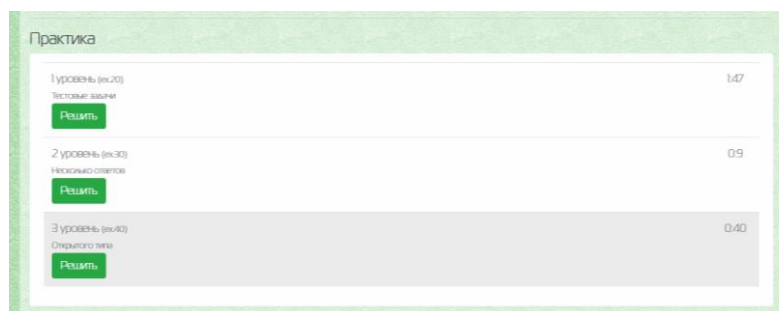 Практика
1 уровень (ex.20)
1:47
Тестовые задачи
Решить
2 уровень (ex.30)
0:9
Несколько ответов
Решить
3 уровень (ex.40)
0:40
Открытого типа
Решить